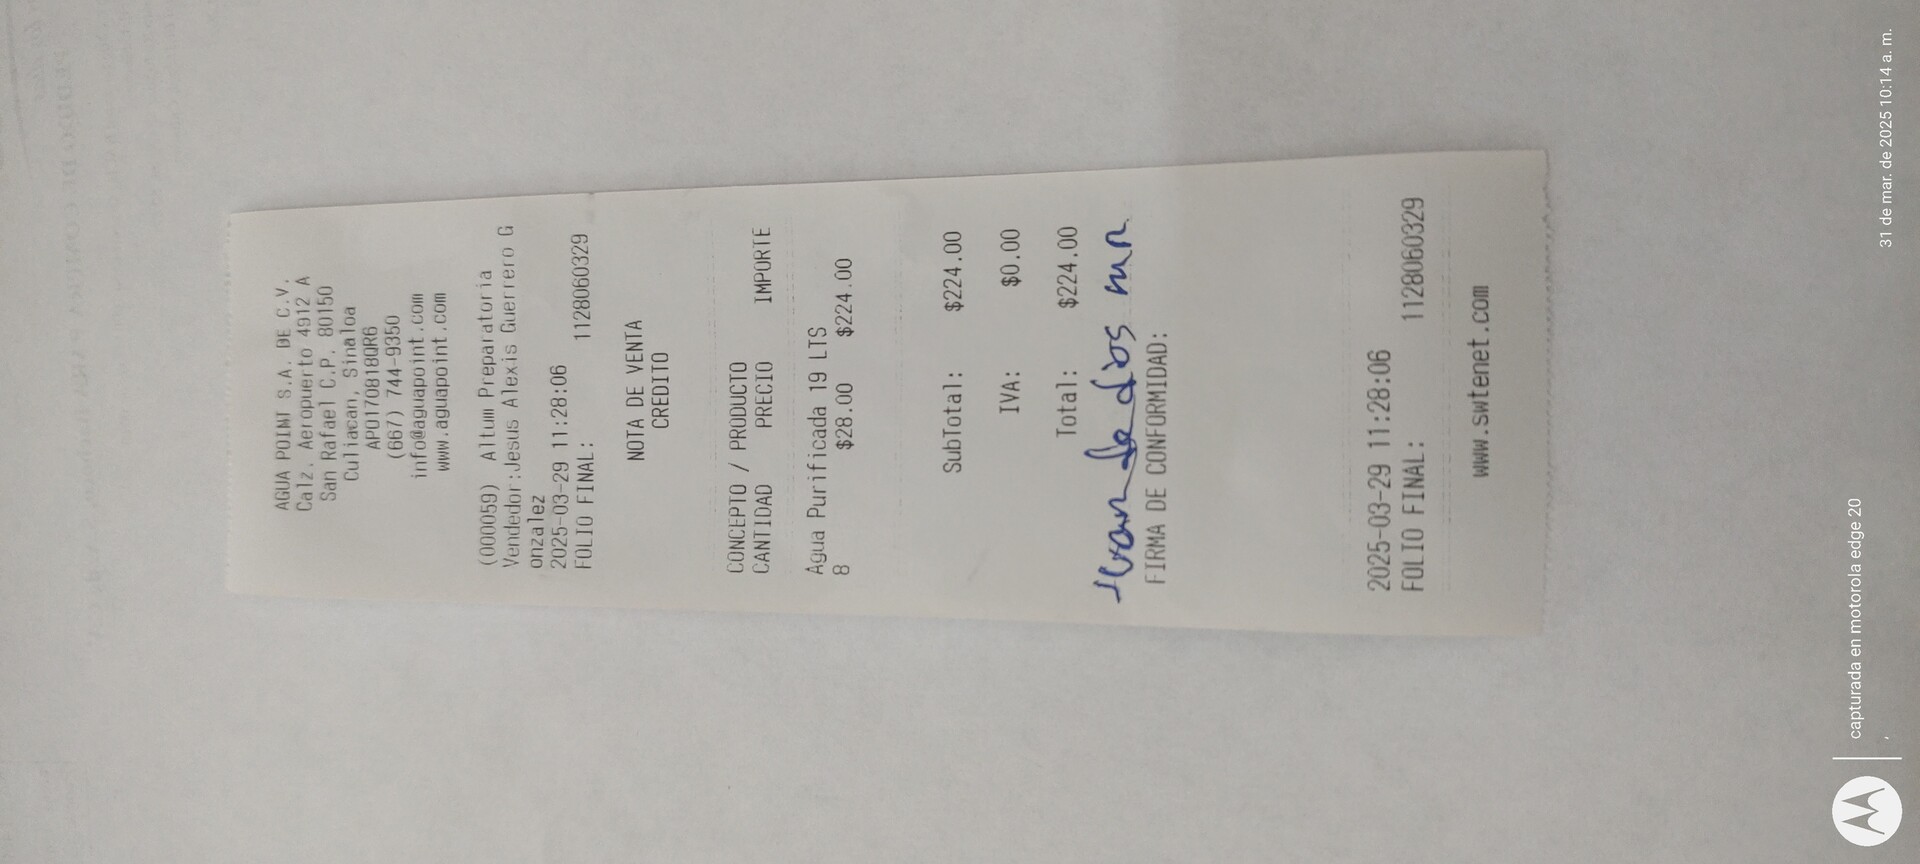 AGUA POINT S.A. DE C.V.
Calz. Aeropuerto 4912 A
San Rafael C.P. 80150
Culiacan, Sinaloa
APO170818QR6
(667) 744-9350
info@aguapoint.com
www.aguapoint.com
(000059) Altum Preparatoria
Vendedor:Jesus Alexis Guerrero G
onzalez
2025-03-29 11:28:06
FOLIO FINAL: 1128060329
NOTA DE VENTA
CREDITO
CONCEPTO / PRODUCTO
CANTIDAD PRECIO IMPORTE
Agua Purificada 19 LTS
8 $28.00 $224.00
SubTotal: $224.00
IVA: $0.00
Total: $224.00
FIRMA DE CONFORMIDAD:
2025-03-29 11:28:06
FOLIO FINAL: 1128060329
www.swtenet.com
capturada en motorola edge 20
31 de mar. de 2025 10:14 a. m.